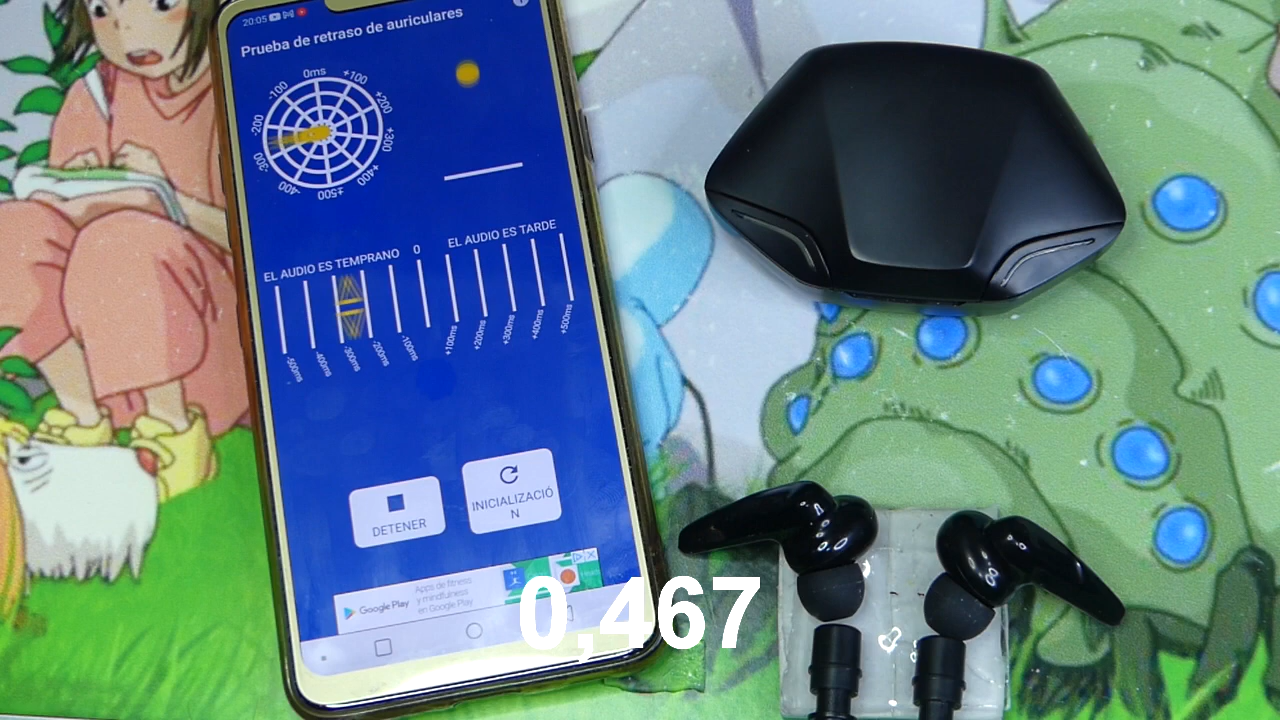 20:05
Prueba de retraso de auriculares
0ms
+100
+200
+300
+400
±500
-400
-300
-200
-100
EL AUDIO ES TEMPRANO 0 EL AUDIO ES TARDE
-500ms -400ms -300ms -200ms -100ms +100ms +200ms +300ms +400ms +500ms
DETENER
INICIALIZACIÓ
N
Google Play
Apps de fitness
y mindfulness
en Google Play
0,467